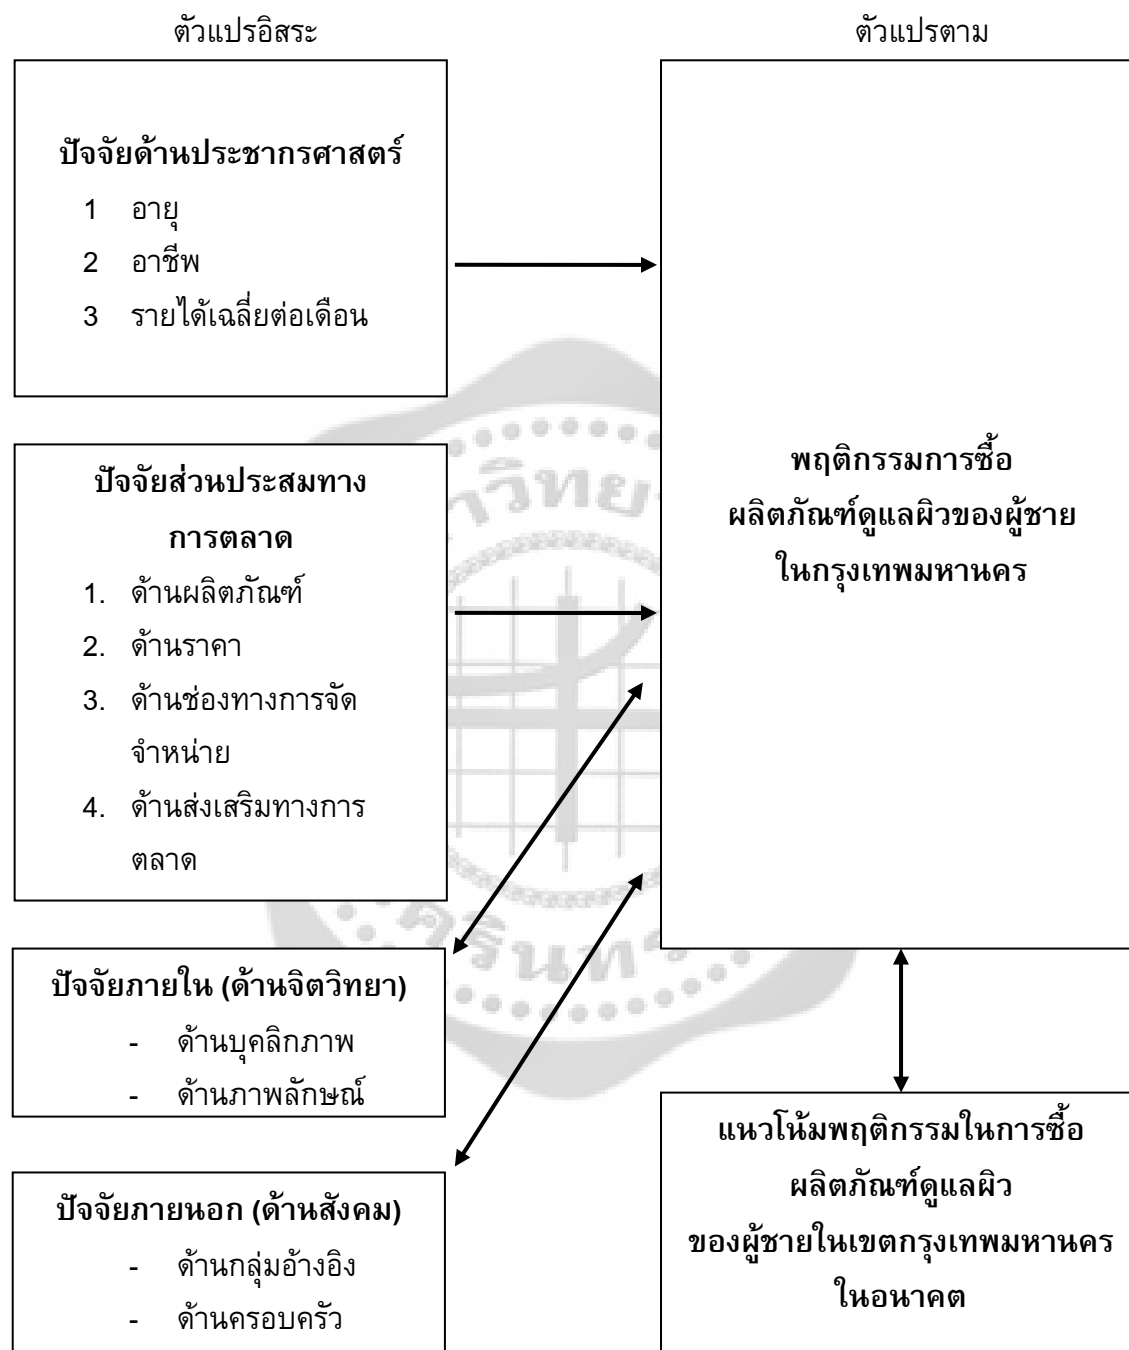 ตัวแปรอิสระ
ตัวแปรตาม
ปัจจัยด้านประชากรศาสตร์
1 อายุ
2 อาชีพ
3 รายได้เฉลี่ยต่อเดือน
ปัจจัยส่วนประสมทาง
การตลาด
1. ด้านผลิตภัณฑ์
2. ด้านราคา
3. ด้านช่องทางการจัด
จำหน่าย
4. ด้านส่งเสริมทางการ
ตลาด
ปัจจัยภายใน (ด้านจิตวิทยา)
- ด้านบุคลิกภาพ
- ด้านภาพลักษณ์
ปัจจัยภายนอก (ด้านสังคม)
- ด้านกลุ่มอ้างอิง
- ด้านครอบครัว
พฤติกรรมการซื้อ
ผลิตภัณฑ์ดูแลผิวของผู้ชาย
ในกรุงเทพมหานคร
แนวโน้มพฤติกรรมในการซื้อ
ผลิตภัณฑ์ดูแลผิว
ของผู้ชายในเขตกรุงเทพมหานคร
ในอนาคต